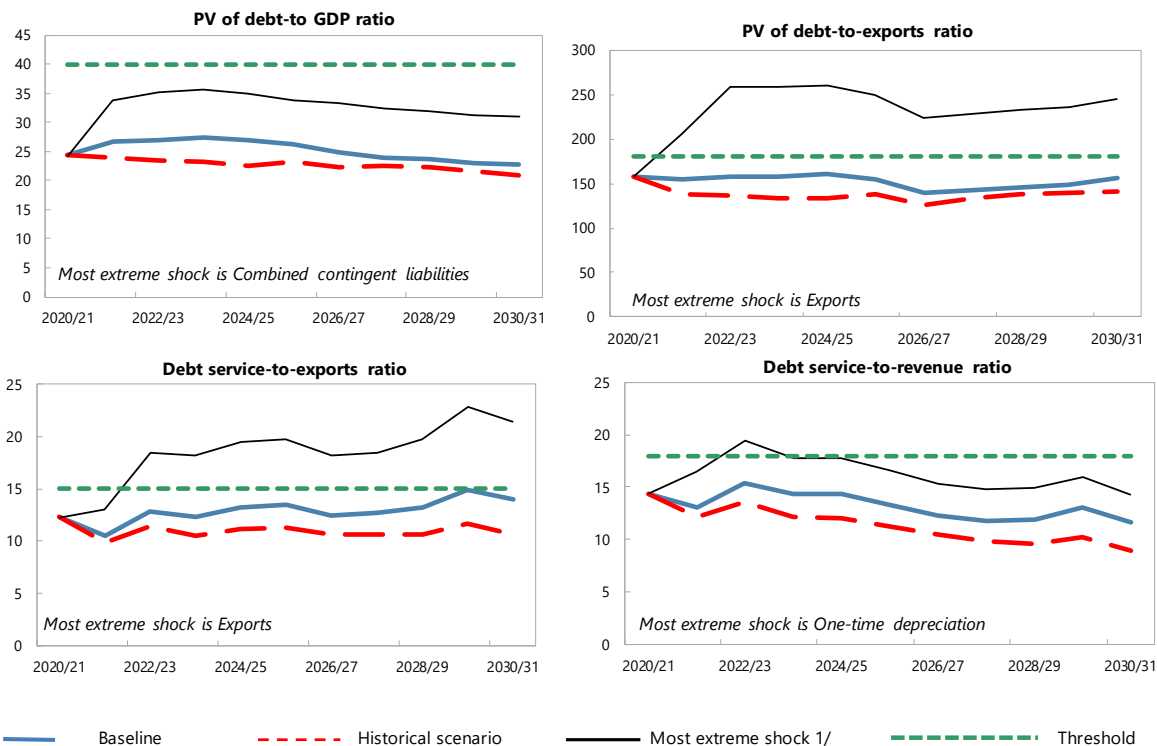 PV of debt-to GDP ratio
45
40
35
30
25
20
15
10
5
0
Most extreme shock is Combined contingent liabilities
2020/21 2022/23 2024/25 2026/27 2028/29 2030/31
PV of debt-to-exports ratio
300
250
200
150
100
50
0
Most extreme shock is Exports
2020/21 2022/23 2024/25 2026/27 2028/29 2030/31
Debt service-to-exports ratio
25
20
15
10
5
0
Most extreme shock is Exports
2020/21 2022/23 2024/25 2026/27 2028/29 2030/31
Debt service-to-revenue ratio
25
20
15
10
5
0
Most extreme shock is One-time depreciation
2020/21 2022/23 2024/25 2026/27 2028/29 2030/31
Baseline Historical scenario Most extreme shock 1/ Threshold